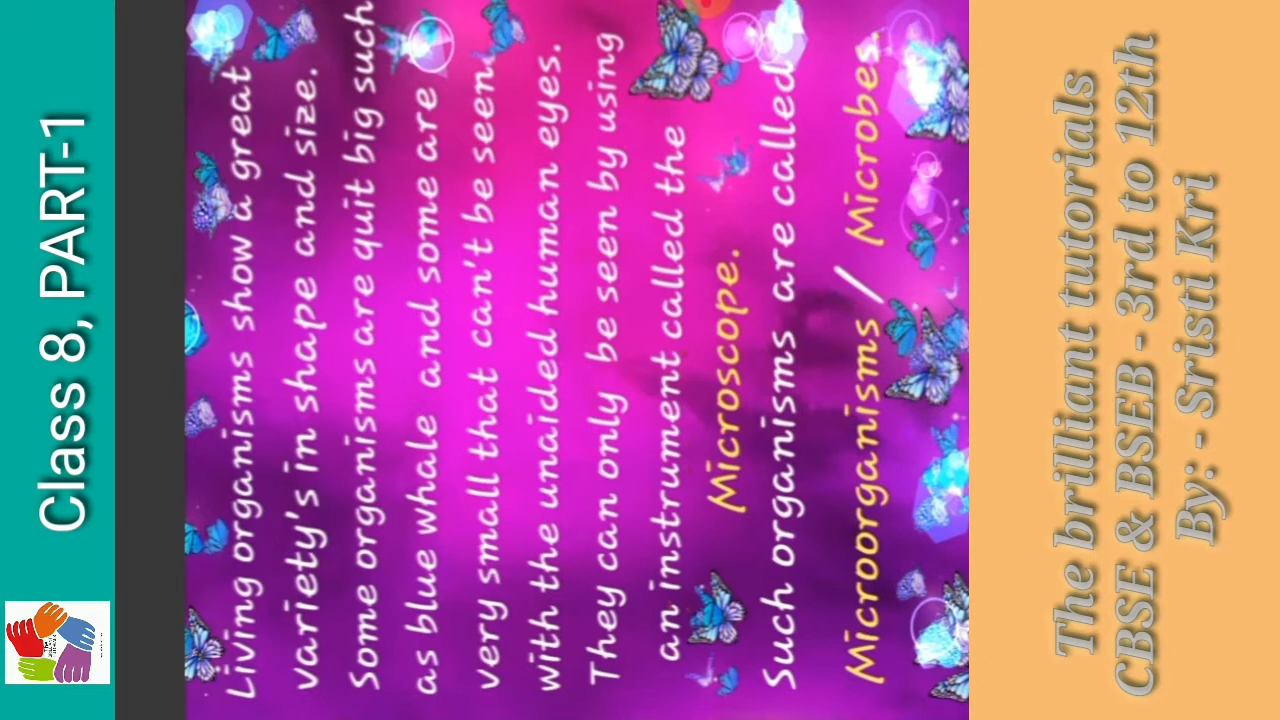 Class 8, PART-1
Living organisms show a great
variety's in shape and size.
Some organisms are quit big such
as blue whale and some are
very small that can't be seen
with the unaided human eyes.
They can only be seen by using
an instrument called the
Microscope.
Such organisms are called
Microorganisms / Microbes.
The brilliant tutorials
CBSE & BSEB - 3rd to 12th
By: - Sristi Kri